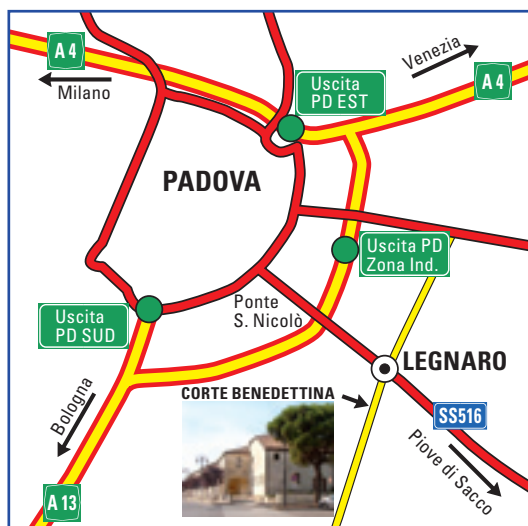 A 4
Milano
Uscita
PD EST
Venezia
A 4
PADOVA
Uscita PD
Zona Ind.
Ponte
S. Nicolò
Uscita
PD SUD
LEGNARO
CORTE BENEDETTINA
Bologna
SS516
Piove di Sacco
A 13